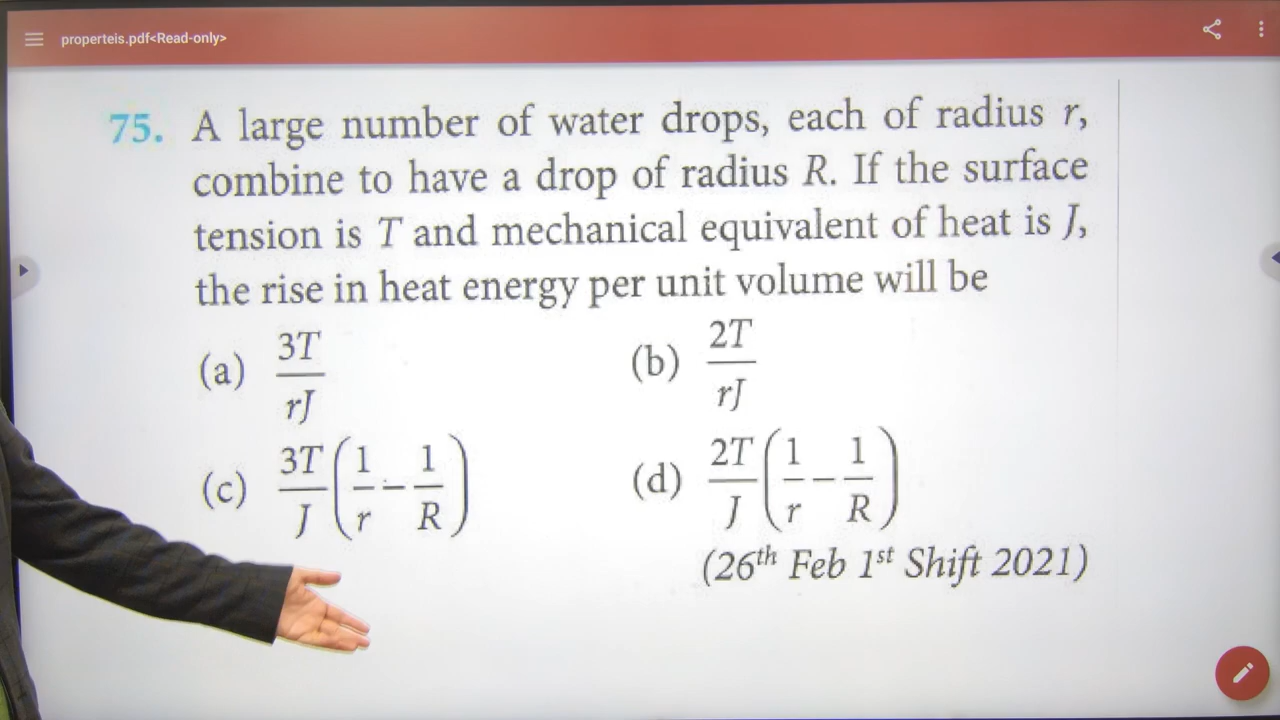 properteis.pdf<Read-only>
75. A large number of water drops, each of radius r,
combine to have a drop of radius R. If the surface
tension is T and mechanical equivalent of heat is J,
the rise in heat energy per unit volume will be
(a) 3T/rJ (b) 2T/rJ
(c) 3T/J (1/r − 1/R) (d) 2T/J (1/r − 1/R)
(26th Feb 1st Shift 2021)